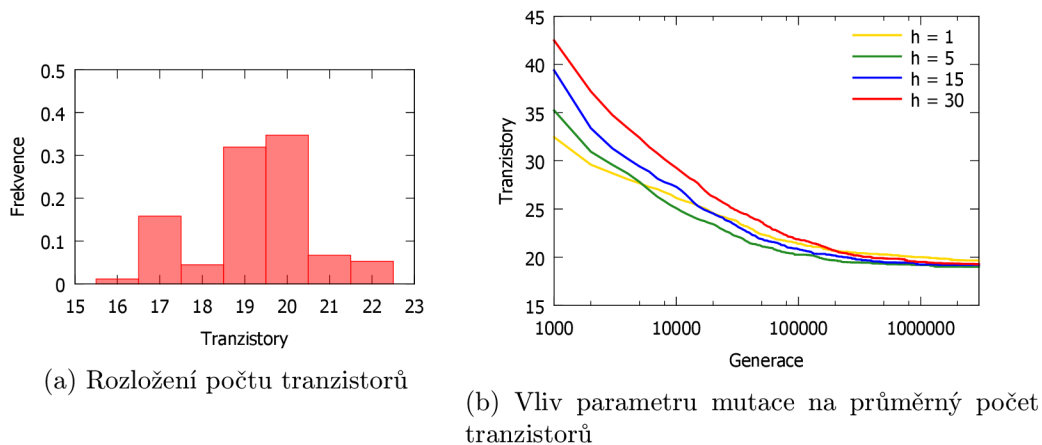 0.5
0.4
0.3
0.2
0.1
0
Frekvence
15 16 17 18 19 20 21 22 23
Tranzistory
(a) Rozložení počtu tranzistorů
45
40
35
30
25
20
15
Tranzistory
h = 1
h = 5
h = 15
h = 30
1000 10000 100000 1000000
Generace
(b) Vliv parametru mutace na průměrný počet
tranzistorů